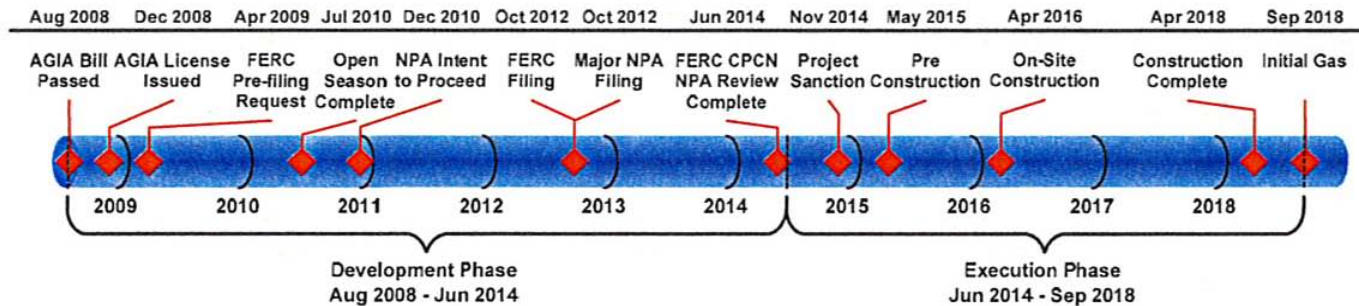 Aug 2008 Dec 2008 Apr 2009 Jul 2010 Dec 2010 Oct 2012 Oct 2012 Jun 2014 Nov 2014 May 2015 Apr 2016 Apr 2018 Sep 2018
AGIA Bill Passed
AGIA License Issued
FERC Pre-filing Request
Open Season Complete
NPA Intent to Proceed
FERC Filing
Major NPA Filing
FERC CPCN NPA Review Complete
Project Sanction
Pre Construction
On-Site Construction
Construction Complete
Initial Gas
2009 2010 2011 2012 2013 2014 2015 2016 2017 2018
Development Phase
Aug 2008 - Jun 2014
Execution Phase
Jun 2014 - Sep 2018